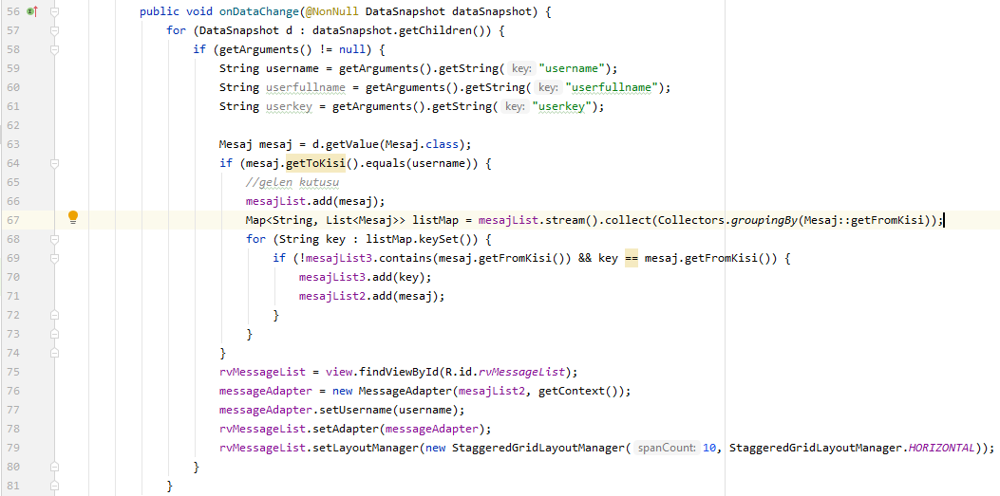 56 public void onDataChange(@NonNull DataSnapshot dataSnapshot) {
57 for (DataSnapshot d : dataSnapshot.getChildren()) {
58 if (getArguments() != null) {
59 String username = getArguments().getString( key: "username");
60 String userfullname = getArguments().getString( key: "userfullname");
61 String userkey = getArguments().getString( key: "userkey");
62
63 Mesaj mesaj = d.getValue(Mesaj.class);
64 if (mesaj.getToKisi().equals(username)) {
65 //gelen kutusu
66 mesajList.add(mesaj);
67 Map<String, List<Mesaj>> listMap = mesajList.stream().collect(Collectors.groupingBy(Mesaj::getFromKisi));
68 for (String key : listMap.keySet()) {
69 if (!mesajList3.contains(mesaj.getFromKisi()) && key == mesaj.getFromKisi()) {
70 mesajList3.add(key);
71 mesajList2.add(mesaj);
72 }
73 }
74 }
75 rvMessageList = view.findViewById(R.id.rvMessageList);
76 messageAdapter = new MessageAdapter(mesajList2, getContext());
77 messageAdapter.setUsername(username);
78 rvMessageList.setAdapter(messageAdapter);
79 rvMessageList.setLayoutManager(new StaggeredGridLayoutManager( spanCount: 10, StaggeredGridLayoutManager.HORIZONTAL));
80 }
81 }